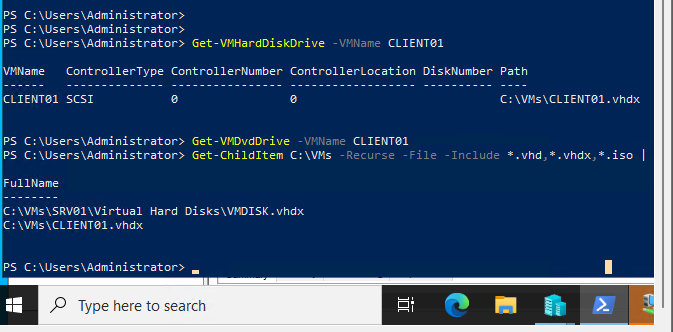 PS C:\Users\Administrator>
PS C:\Users\Administrator>
PS C:\Users\Administrator> Get-VMHardDiskDrive -VMName CLIENT01
VMName ControllerType ControllerNumber ControllerLocation DiskNumber Path
------ -------------- ---------------- ------------------ ---------- ----
CLIENT01 SCSI 0 0 C:\VMs\CLIENT01.vhdx
PS C:\Users\Administrator> Get-VMDvdDrive -VMName CLIENT01
PS C:\Users\Administrator> Get-ChildItem C:\VMs -Recurse -File -Include *.vhd,*.vhdx,*.iso |
FullName
--------
C:\VMs\SRV01\Virtual Hard Disks\VMDISK.vhdx
C:\VMs\CLIENT01.vhdx
PS C:\Users\Administrator>
Type here to search